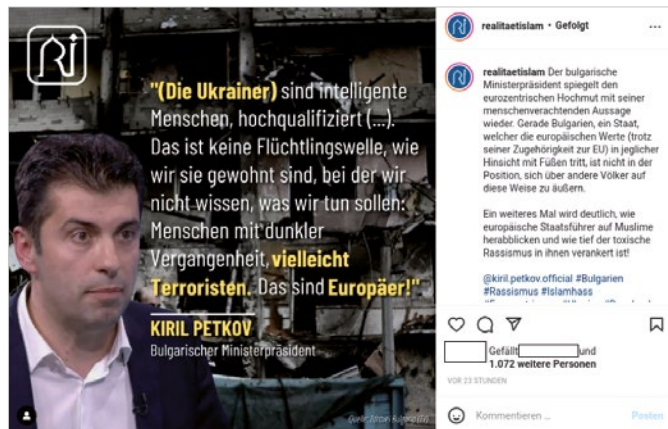 "(Die Ukrainer) sind intelligente
Menschen, hochqualifiziert (...).
Das ist keine Flüchtlingswelle, wie
wir sie gewohnt sind, bei der wir
nicht wissen, was wir tun sollen:
Menschen mit dunkler
Vergangenheit, vielleicht
Terroristen. Das sind Europäer!"
KIRIL PETKOV
Bulgarischer Ministerpräsident
realitaetislam • Gefolgt
realitaetislam Der bulgarische
Ministerpräsident spiegelt den
eurozentrischen Hochmut mit seiner
menschenverachtenden Aussage
wieder. Gerade Bulgarien, ein Staat,
welcher die europäischen Werte (trotz
seiner Zugehörigkeit zur EU) in jeglicher
Hinsicht mit Füßen tritt, ist nicht in der
Position, sich über andere Völker auf
diese Weise zu äußern.
Ein weiteres Mal wird deutlich, wie
europäische Staatsführer auf Muslime
herabblicken und wie tief der toxische
Rassismus in ihnen verankert ist!
@kiril.petkov.official #Bulgarien
#Rassismus #Islamhass
Gefällt und
1.072 weitere Personen
VOR 23 STUNDEN
Kommentieren ...
Posten